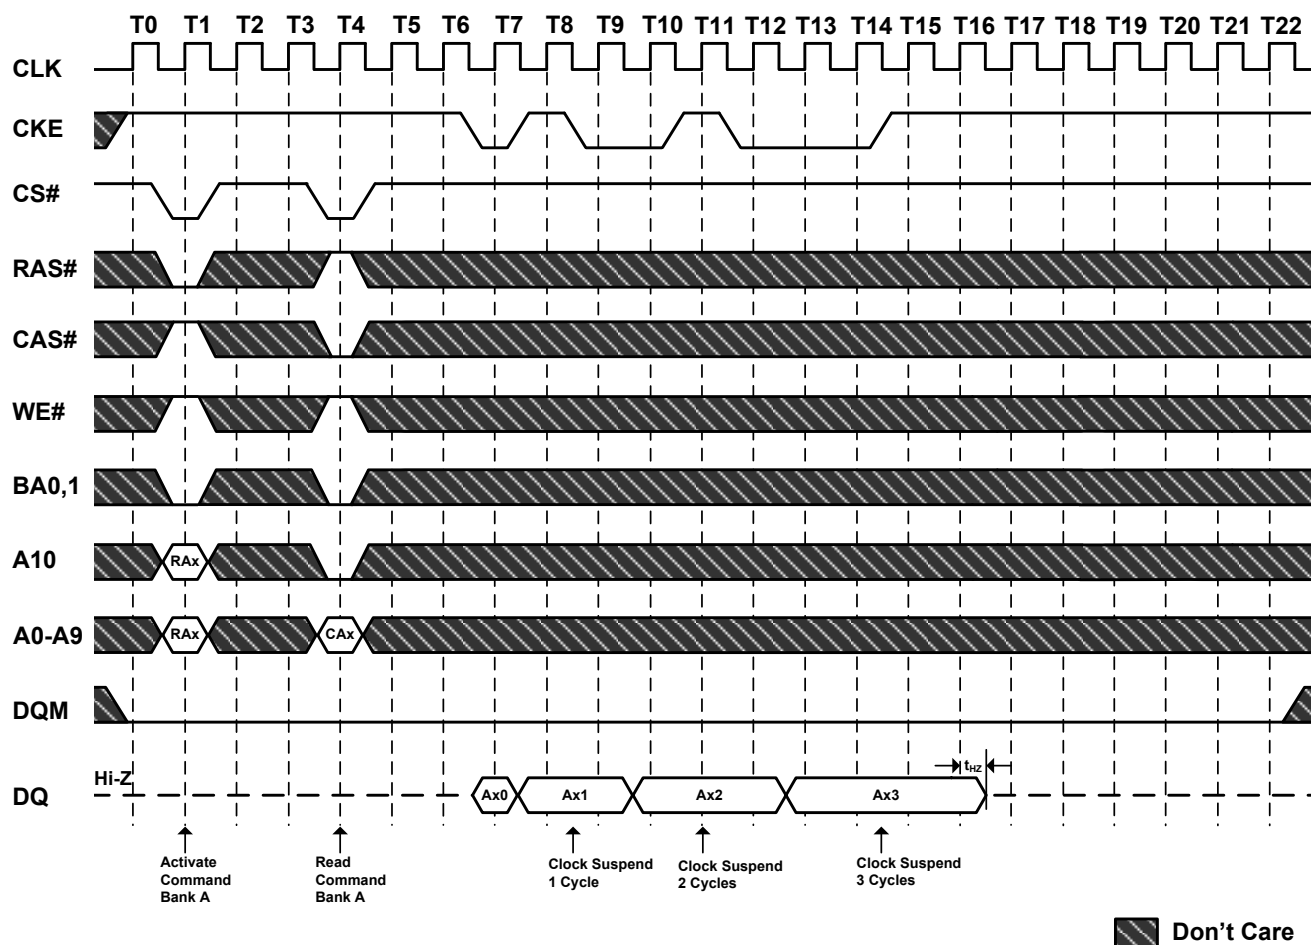 T0 T1 T2 T3 T4 T5 T6 T7 T8 T9 T10 T11 T12 T13 T14 T15 T16 T17 T18 T19 T20 T21 T22
CLK
CKE
CS#
RAS#
CAS#
WE#
BA0,1
A10
RAx
A0-A9
RAx CAx
DQM
tHZ
Hi-Z
DQ
Ax0 Ax1 Ax2 Ax3
Activate
Command
Bank A
Read
Command
Bank A
Clock Suspend
1 Cycle
Clock Suspend
2 Cycles
Clock Suspend
3 Cycles
Don't Care